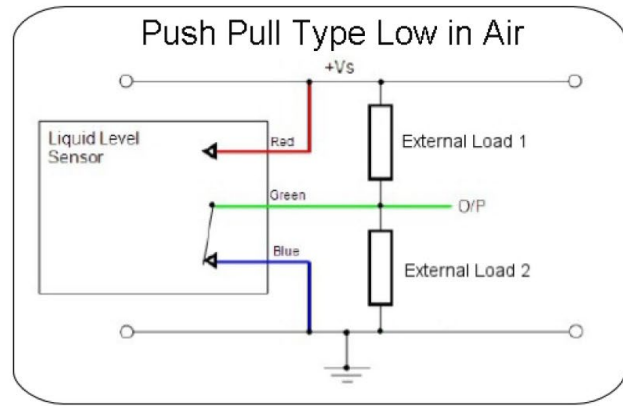 Push Pull Type Low in Air
+Vs
Liquid Level
Sensor
Red
External Load 1
Green
O/P
Blue
External Load 2